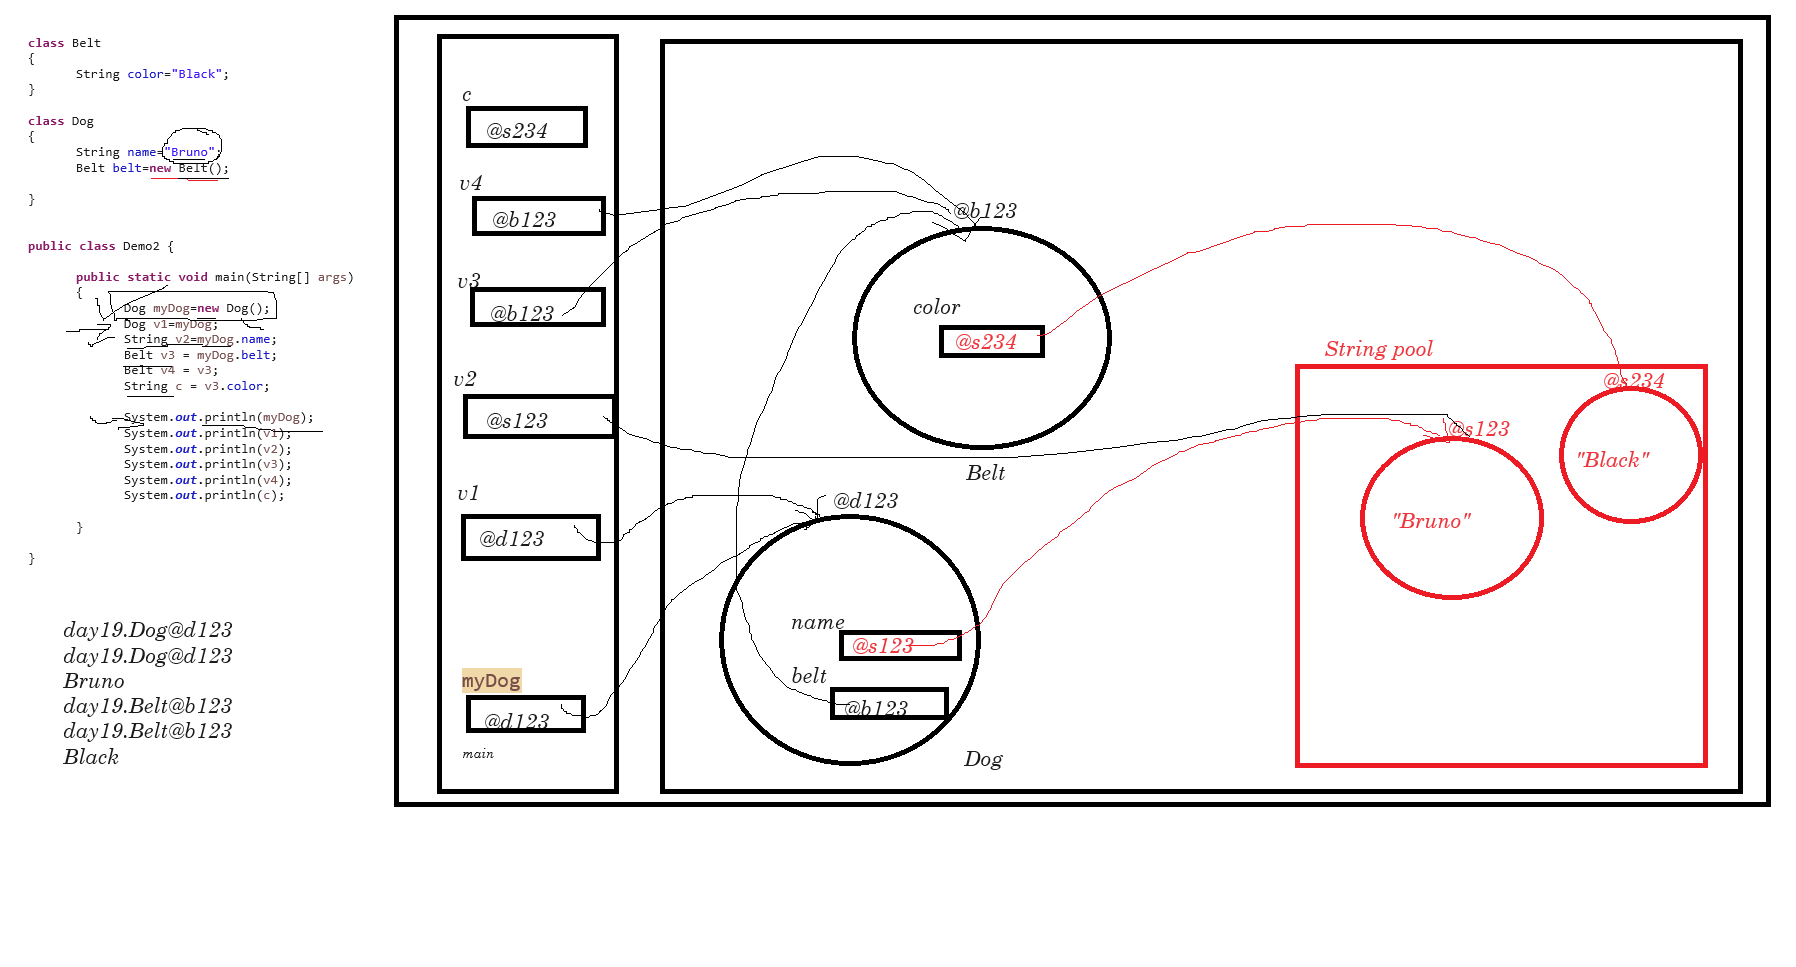 class Belt
{
String color="Black";
}
class Dog
{
String name="Bruno";
Belt belt=new Belt();
}
public class Demo2 {
public static void main(String[] args)
{
Dog myDog=new Dog();
Dog v1=myDog;
String v2=myDog.name;
Belt v3 = myDog.belt;
Belt v4 = v3;
String c = v3.color;
System.out.println(myDog);
System.out.println(v1);
System.out.println(v2);
System.out.println(v3);
System.out.println(v4);
System.out.println(c);
}
}
day19.Dog@d123
day19.Dog@d123
Bruno
day19.Belt@b123
day19.Belt@b123
Black
c
@s234
v4
@b123
v3
@b123
v2
@s123
v1
@d123
myDog
@d123
main
@b123
color
@s234
Belt
@d123
name
@s123
belt
@b123
Dog
String pool
@s234
"Black"
@s123
"Bruno"